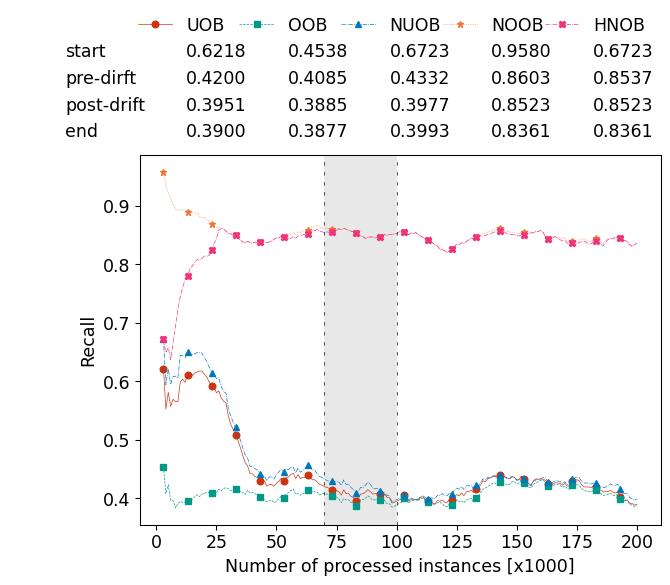 UOB OOB NUOB NOOB HNOB
start 0.6218 0.4538 0.6723 0.9580 0.6723
pre-dirft 0.4200 0.4085 0.4332 0.8603 0.8537
post-drift 0.3951 0.3885 0.3977 0.8523 0.8523
end 0.3900 0.3877 0.3993 0.8361 0.8361
0.9
0.8
0.7
0.6
0.5
0.4
Recall
0 25 50 75 100 125 150 175 200
Number of processed instances [x1000]